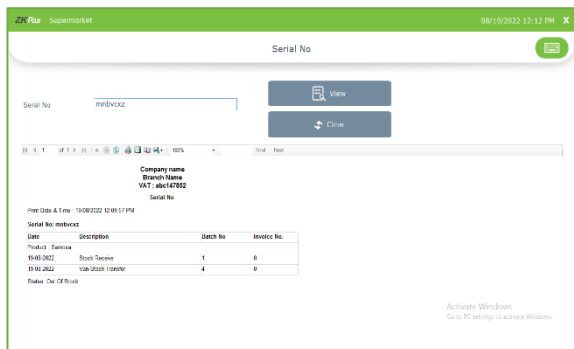 ZKPos Supermarket 08/19/2022 12:12 PM X
Serial No
Serial No mnbvcxz View
Clear
1 of 1 100% Find Next
Company name
Branch Name
VAT : abc147852
Serial No
Print Date & Time : 19/08/2022 12:09:57 PM
Serial No: mnbvcxz
Date Description Batch No Invoice No.
Product : Samosa
19-08-2022 Stock Receive 1 0
19-08-2022 Van Stock Transfer 4 0
Status Out Of Stock
Activate Windows
Go to PC settings to activate Windows.